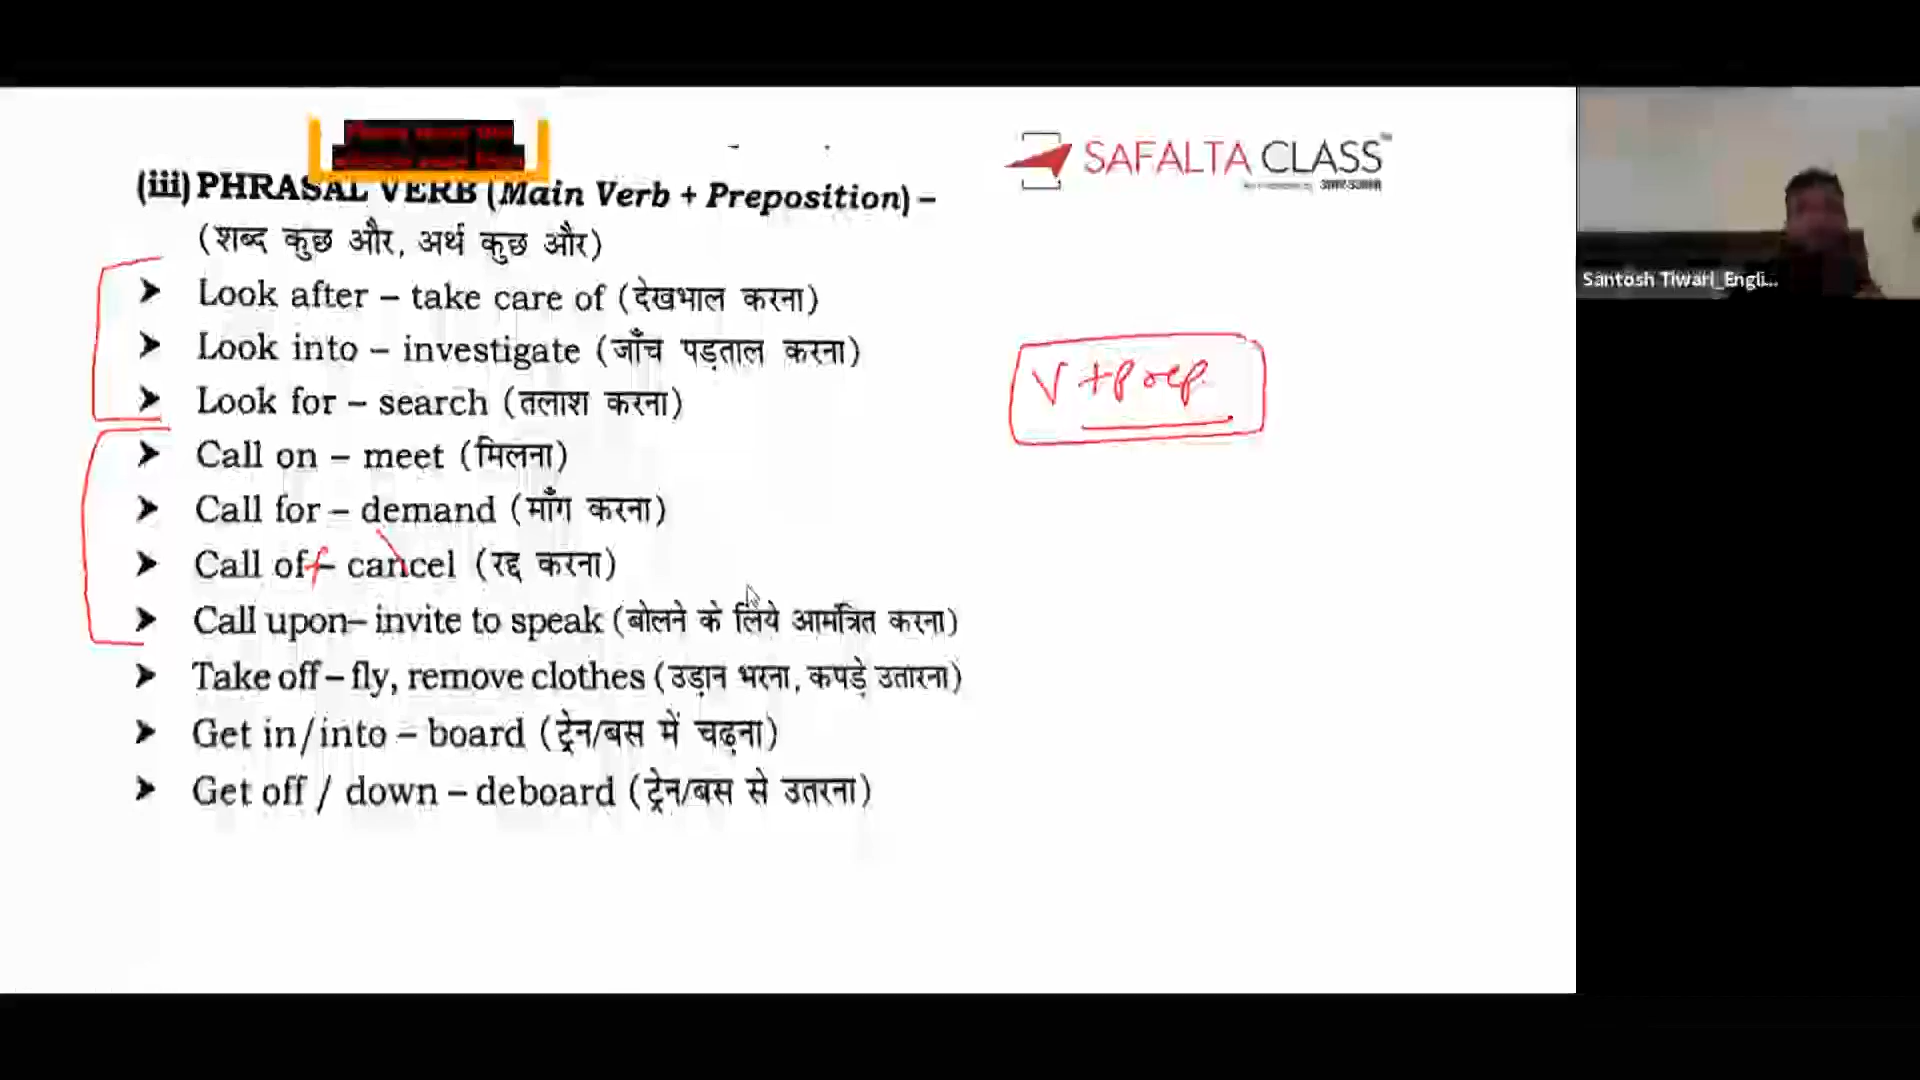 SAFALTA CLASS
(iii) PHRASAL VERB (Main Verb + Preposition) –
(शब्द कुछ और, अर्थ कुछ और)
➤ Look after – take care of (देखभाल करना)
➤ Look into – investigate (जाँच पड़ताल करना)
➤ Look for – search (तलाश करना)
➤ Call on – meet (मिलना)
➤ Call for – demand (माँग करना)
➤ Call off – cancel (रद्द करना)
➤ Call upon– invite to speak (बोलने के लिये आमंत्रित करना)
➤ Take off – fly, remove clothes (उड़ान भरना, कपड़े उतारना)
➤ Get in/into – board (ट्रेन/बस में चढ़ना)
➤ Get off / down – deboard (ट्रेन/बस से उतरना)
V + Prep.
Santosh Tiwari_Engli...